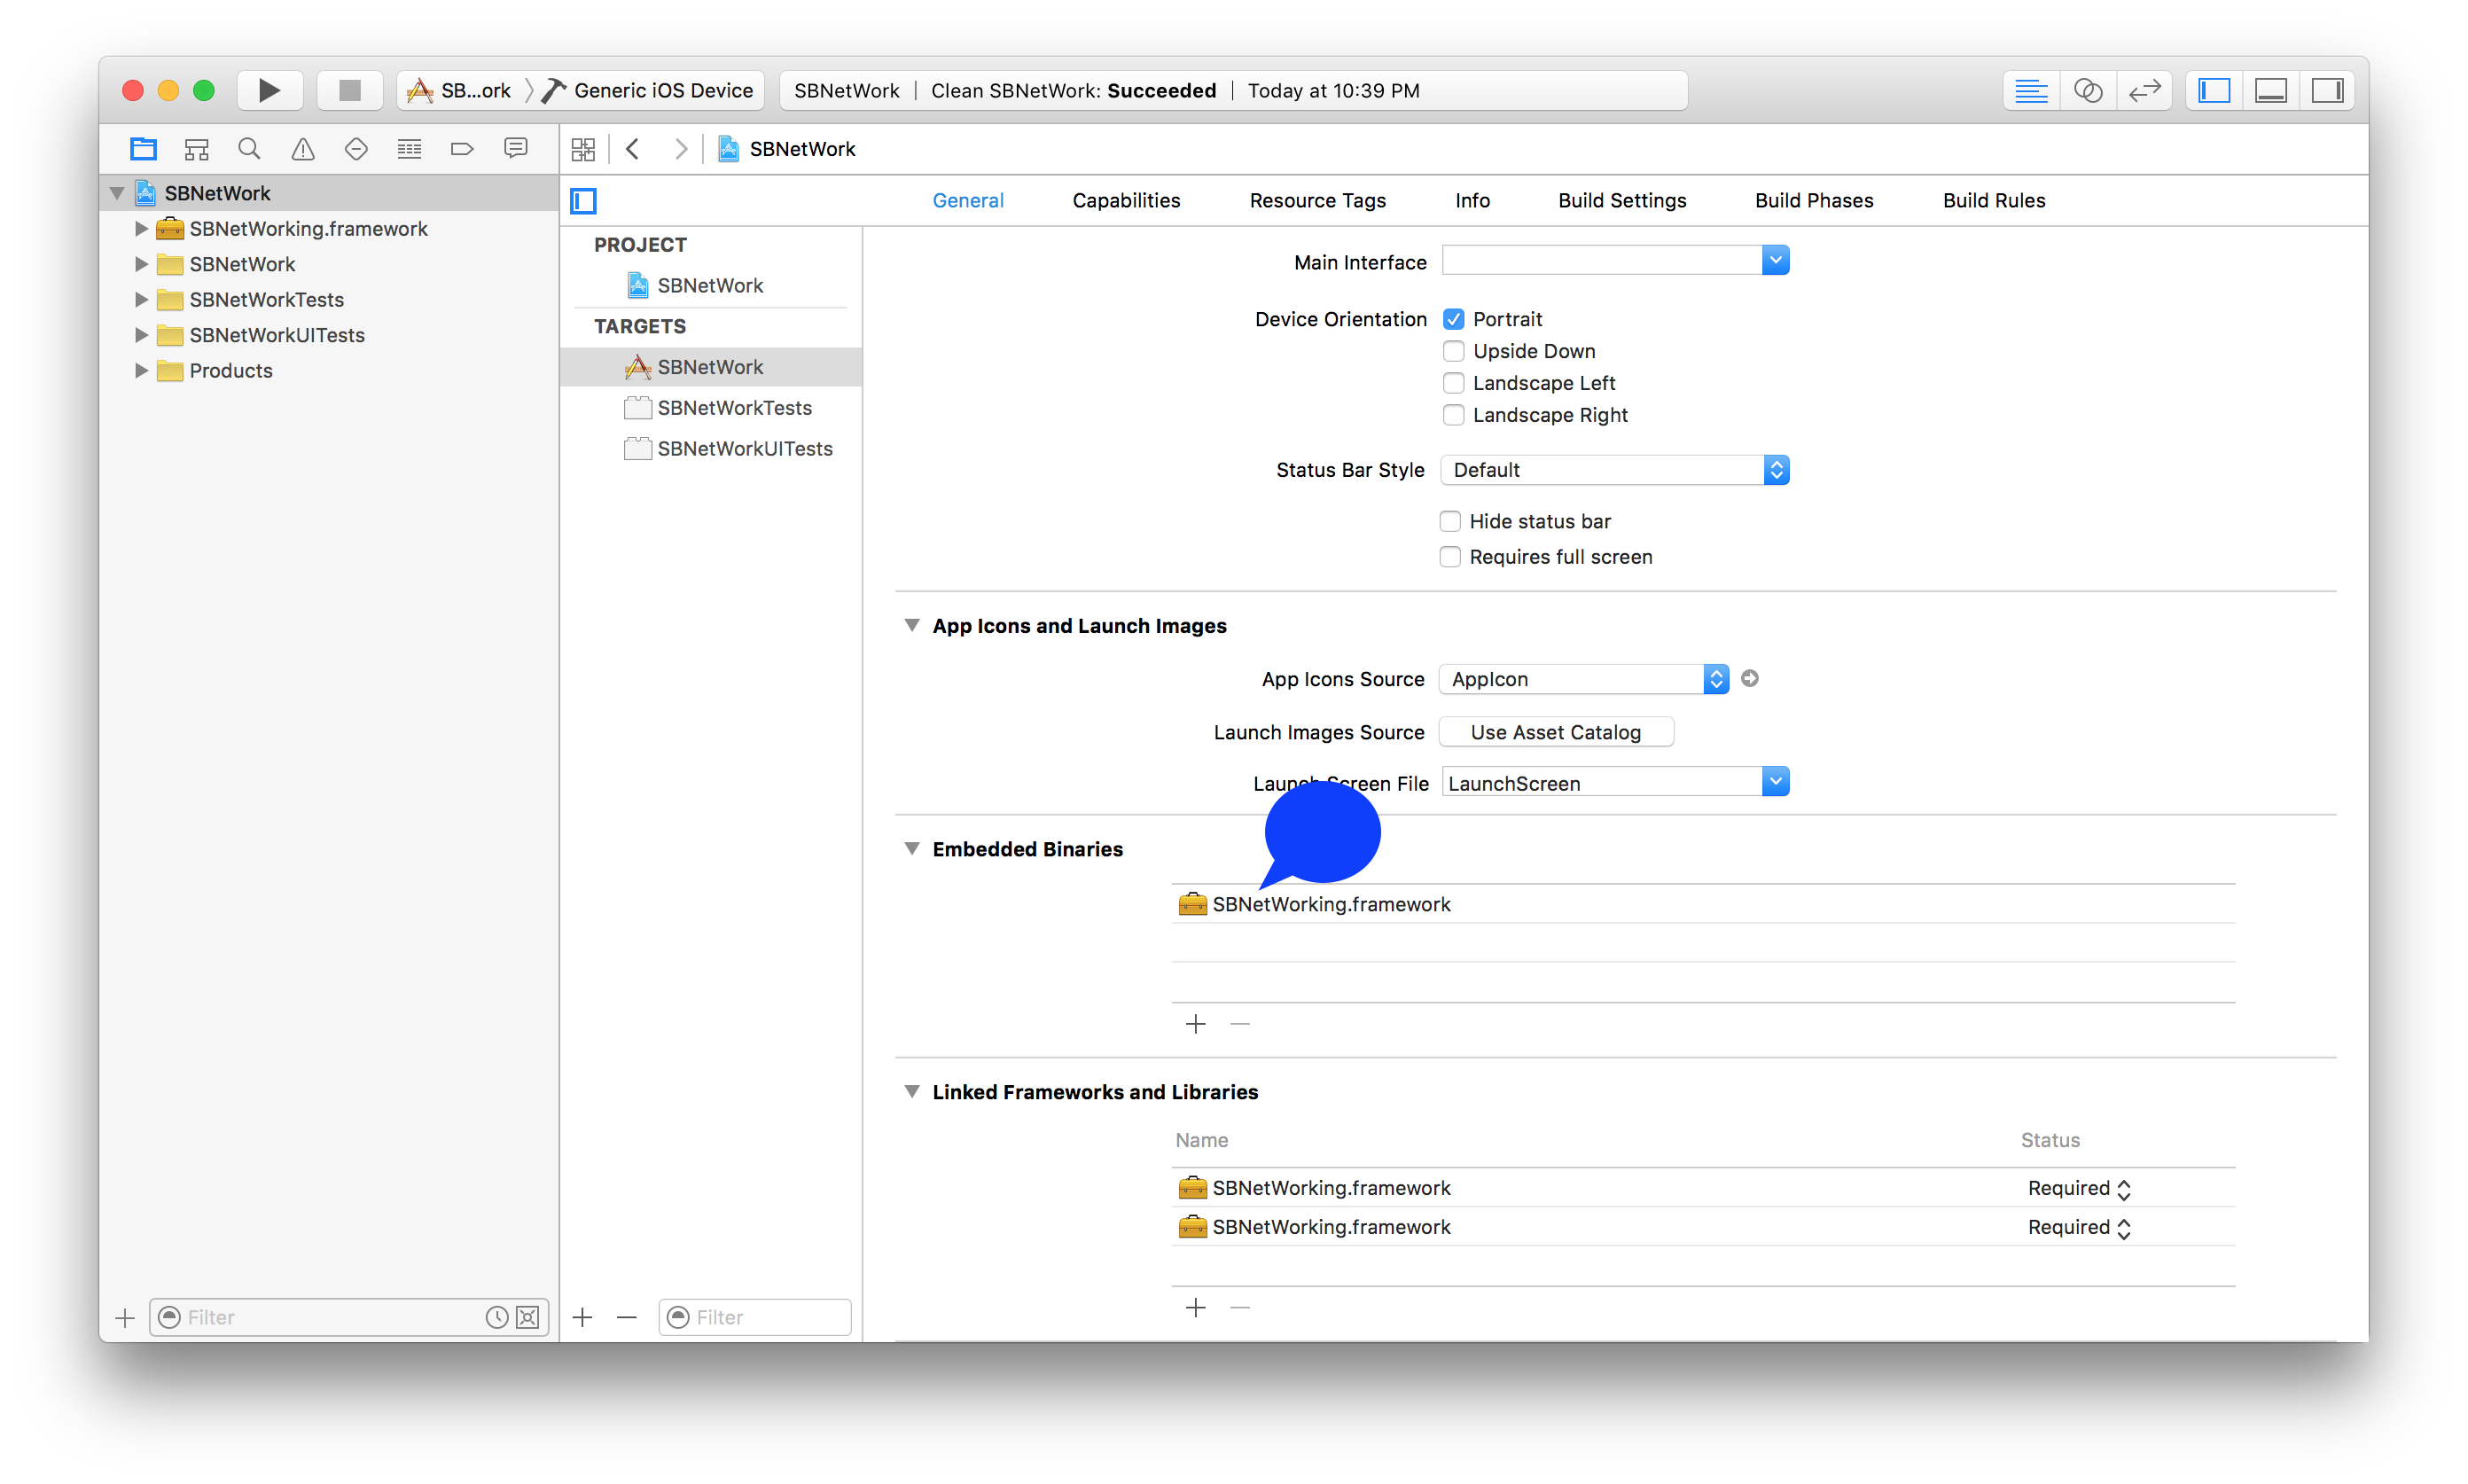 SB...ork Generic iOS Device SBNetWork Clean SBNetWork: Succeeded Today at 10:39 PM
SBNetWork
SBNetWork
SBNetWorking.framework
SBNetWork
SBNetWorkTests
SBNetWorkUITests
Products
Filter
General Capabilities Resource Tags Info Build Settings Build Phases Build Rules
PROJECT
SBNetWork
TARGETS
SBNetWork
SBNetWorkTests
SBNetWorkUITests
Filter
Main Interface
Device Orientation Portrait
Upside Down
Landscape Left
Landscape Right
Status Bar Style Default
Hide status bar
Requires full screen
App Icons and Launch Images
App Icons Source AppIcon
Launch Images Source Use Asset Catalog
Launch Screen File LaunchScreen
Embedded Binaries
SBNetWorking.framework
Linked Frameworks and Libraries
Name Status
SBNetWorking.framework Required
SBNetWorking.framework Required